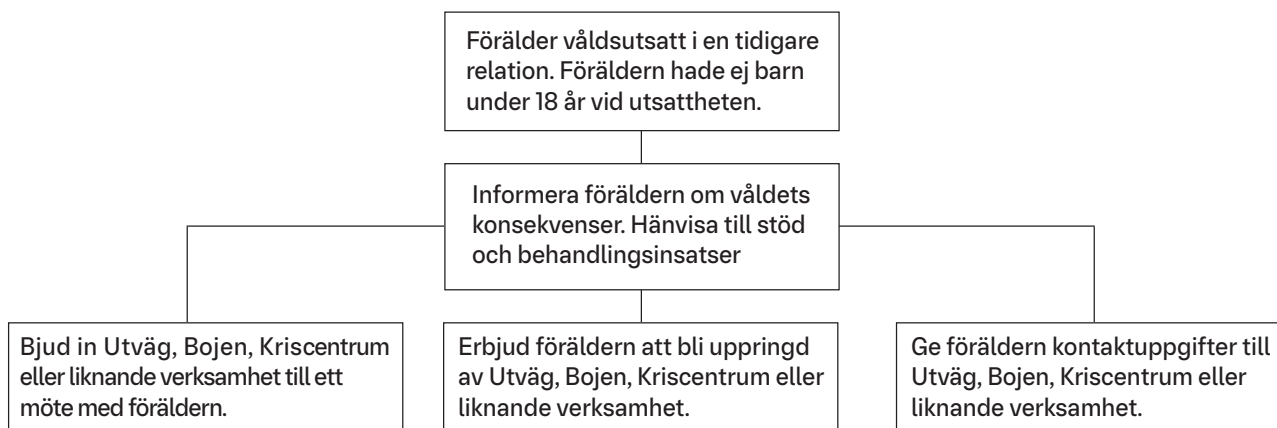 Förälder våldsutsatt i en tidigare
relation. Föräldern hade ej barn
under 18 år vid utsattheten.
Informera föräldern om våldets
konsekvenser. Hänvisa till stöd
och behandlingsinsatser
Bjud in Utväg, Bojen, Kriscentrum
eller liknande verksamhet till ett
möte med föräldern.
Erbjud föräldern att bli uppringd
av Utväg, Bojen, Kriscentrum eller
liknande verksamhet.
Ge föräldern kontaktuppgifter till
Utväg, Bojen, Kriscentrum eller
liknande verksamhet.